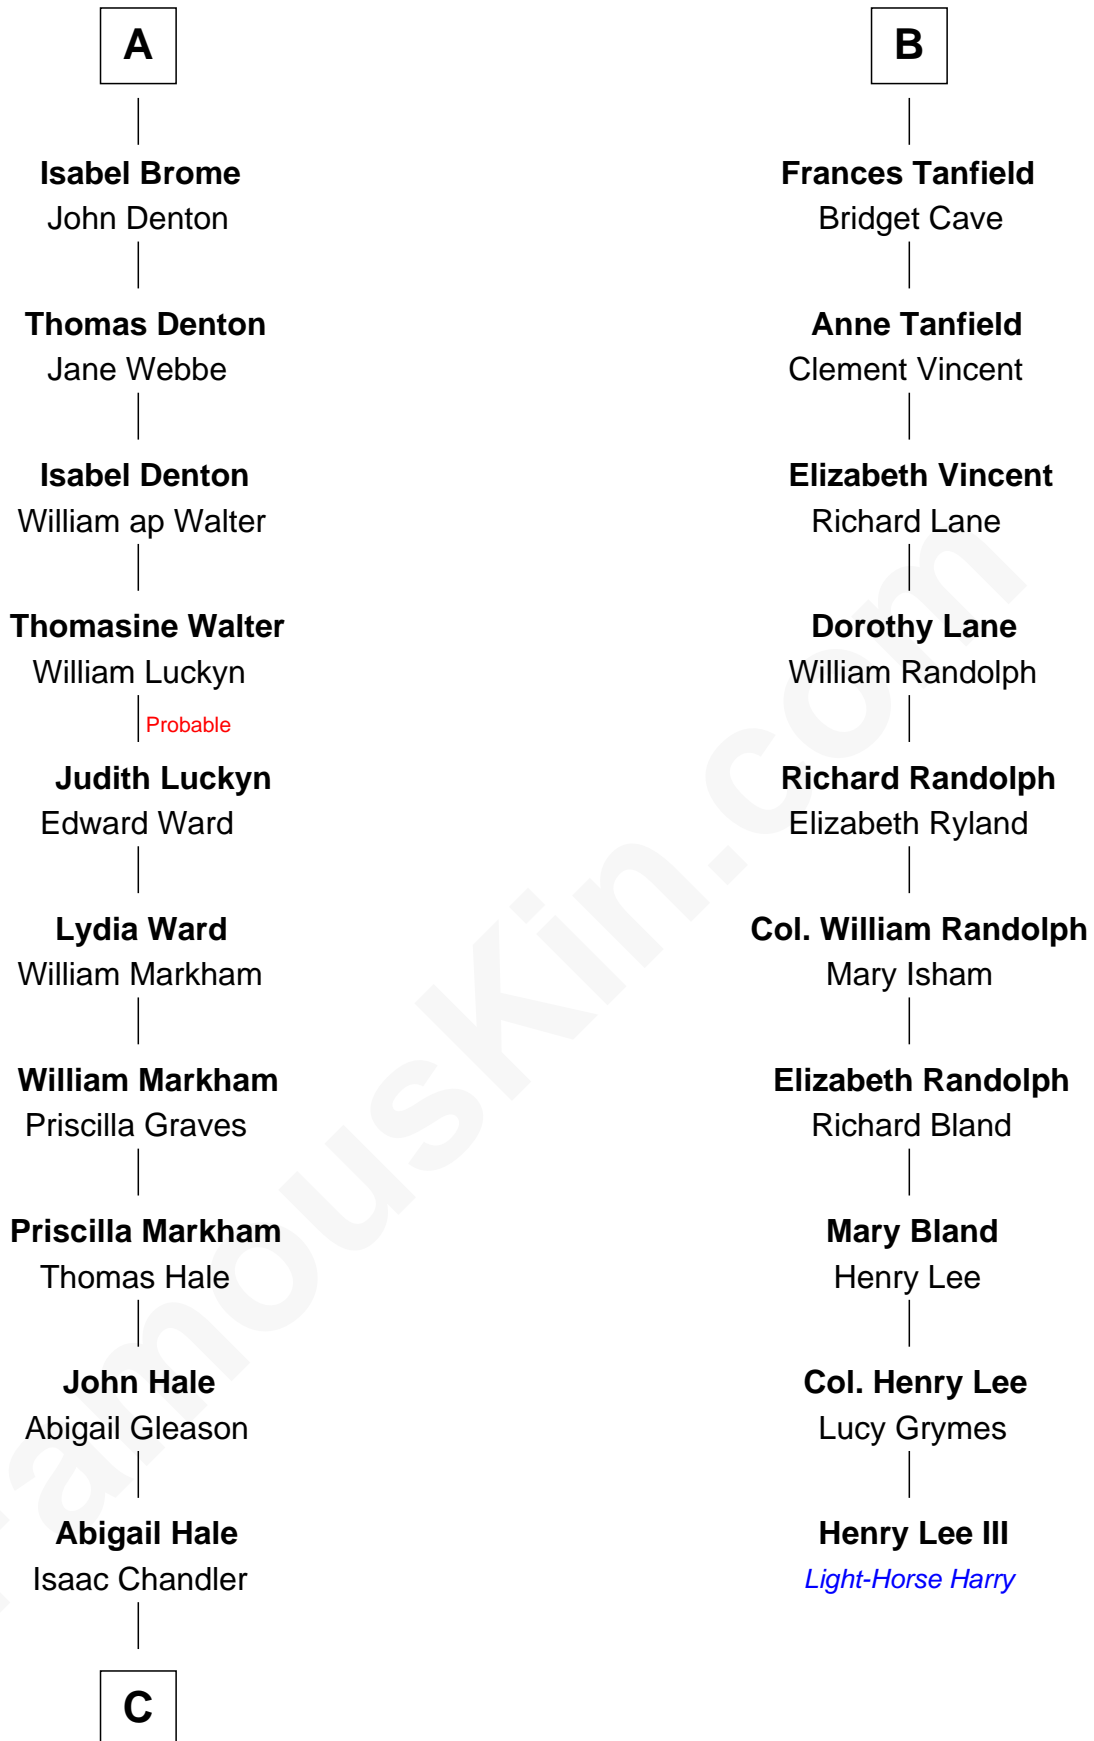 A
Isabel Brome
John Denton
Thomas Denton
Jane Webbe
Isabel Denton
William ap Walter
Thomasine Walter
William Luckyn
Probable
Judith Luckyn
Edward Ward
Lydia Ward
William Markham
William Markham
Priscilla Graves
Priscilla Markham
Thomas Hale
John Hale
Abigail Gleason
Abigail Hale
Isaac Chandler
C
B
Frances Tanfield
Bridget Cave
Anne Tanfield
Clement Vincent
Elizabeth Vincent
Richard Lane
Dorothy Lane
William Randolph
Richard Randolph
Elizabeth Ryland
Col. William Randolph
Mary Isham
Elizabeth Randolph
Richard Bland
Mary Bland
Henry Lee
Col. Henry Lee
Lucy Grymes
Henry Lee III
Light-Horse Harry
FamousKin.com